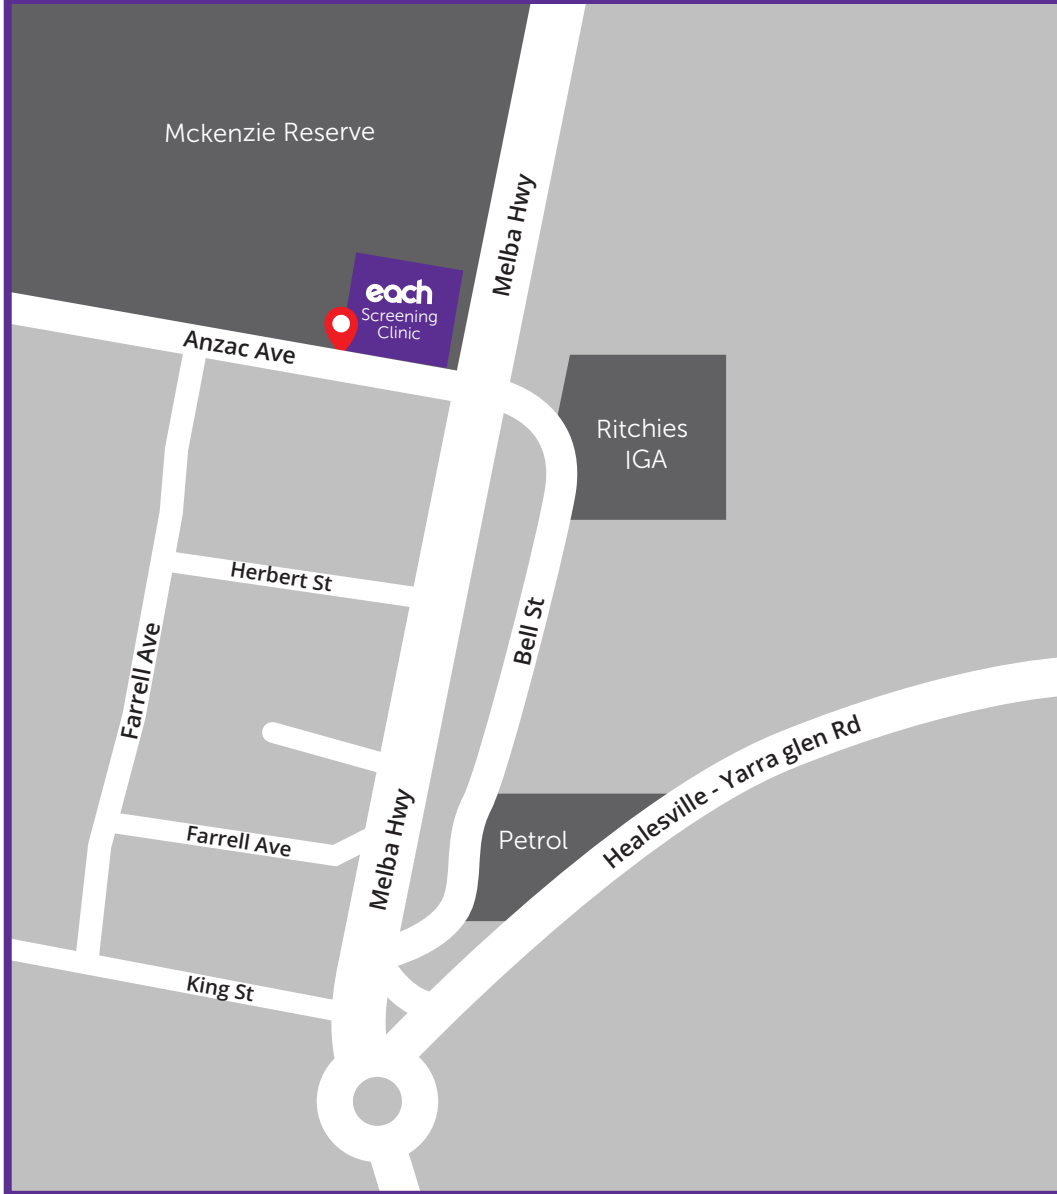 Mckenzie Reserve
Melba Hwy
each
Screening
Clinic
Anzac Ave
Ritchies
IGA
Herbert St
Bell St
Farrell Ave
Healesville - Yarra glen Rd
Melba Hwy
Farrell Ave
Petrol
King St